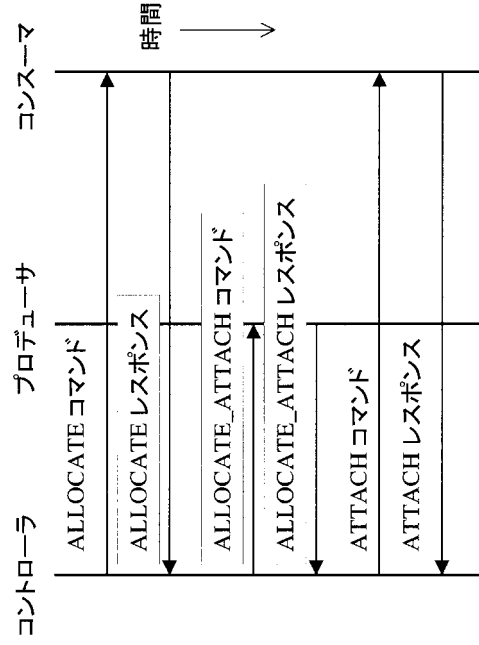 コントローラ
プロデューサ
コンスーマ
時間
ALLOCATE コマンド
ALLOCATE レスポンス
ALLOCATE_ATTACH コマンド
ALLOCATE_ATTACH レスポンス
ATTACH コマンド
ATTACH レスポンス